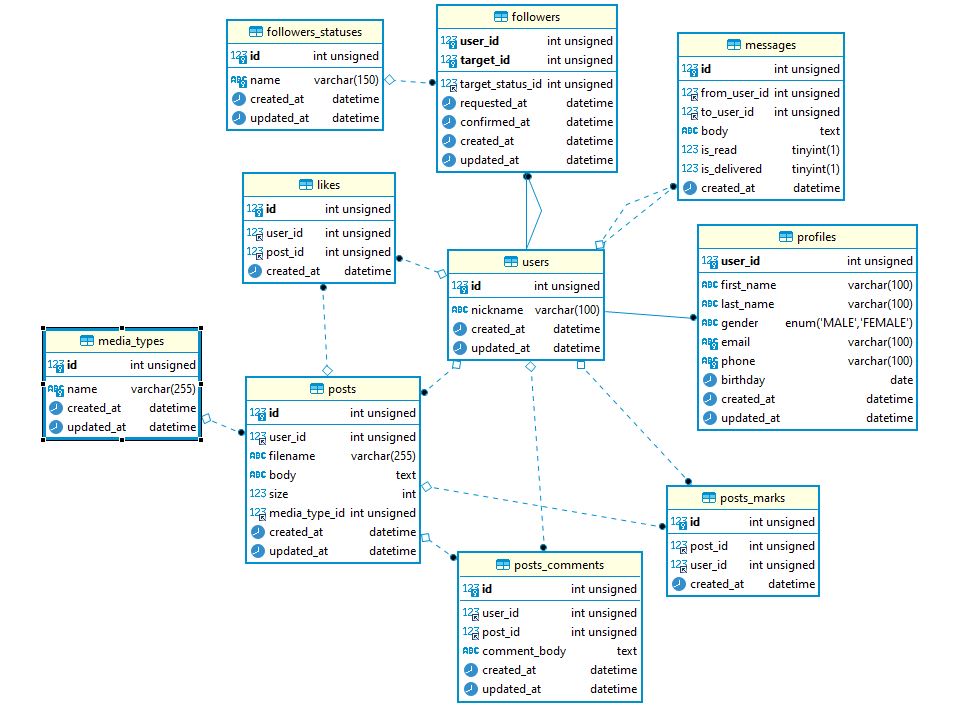 followers_statuses
123 id int unsigned
ABC name varchar(150)
created_at datetime
updated_at datetime
followers
123 user_id int unsigned
123 target_id int unsigned
123 target_status_id int unsigned
requested_at datetime
confirmed_at datetime
created_at datetime
updated_at datetime
messages
123 id int unsigned
123 from_user_id int unsigned
123 to_user_id int unsigned
ABC body text
123 is_read tinyint(1)
123 is_delivered tinyint(1)
created_at datetime
likes
123 id int unsigned
123 user_id int unsigned
123 post_id int unsigned
created_at datetime
users
123 id int unsigned
ABC nickname varchar(100)
created_at datetime
updated_at datetime
profiles
123 user_id int unsigned
ABC first_name varchar(100)
ABC last_name varchar(100)
ABC gender enum('MALE','FEMALE')
ABC email varchar(100)
ABC phone varchar(100)
birthday date
created_at datetime
updated_at datetime
media_types
123 id int unsigned
ABC name varchar(255)
created_at datetime
updated_at datetime
posts
123 id int unsigned
123 user_id int unsigned
ABC filename varchar(255)
ABC body text
123 size int
123 media_type_id int unsigned
created_at datetime
updated_at datetime
posts_marks
123 id int unsigned
123 post_id int unsigned
123 user_id int unsigned
created_at datetime
posts_comments
123 id int unsigned
123 user_id int unsigned
123 post_id int unsigned
ABC comment_body text
created_at datetime
updated_at datetime